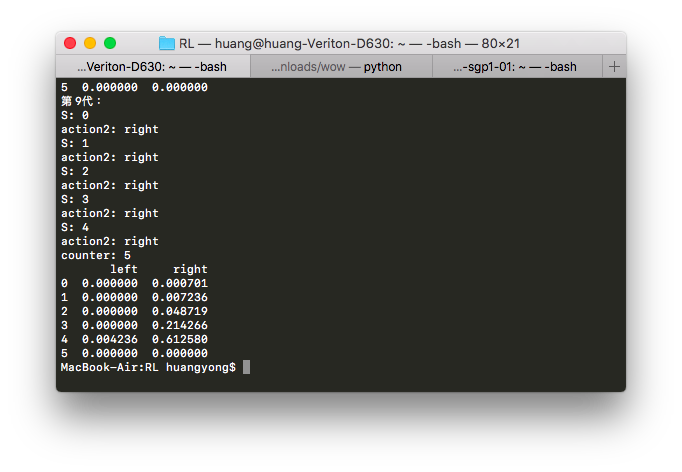 RL — huang@huang-Veriton-D630: ~ — -bash — 80×21
...Veriton-D630: ~ — -bash
...nloads/wow — python
...-sgp1-01: ~ — -bash
5  0.000000  0.000000
第 9代：
S: 0
action2: right
S: 1
action2: right
S: 2
action2: right
S: 3
action2: right
S: 4
action2: right
counter: 5
       left     right
0  0.000000  0.000701
1  0.000000  0.007236
2  0.000000  0.048719
3  0.000000  0.214266
4  0.004236  0.612580
5  0.000000  0.000000
MacBook-Air:RL huangyong$